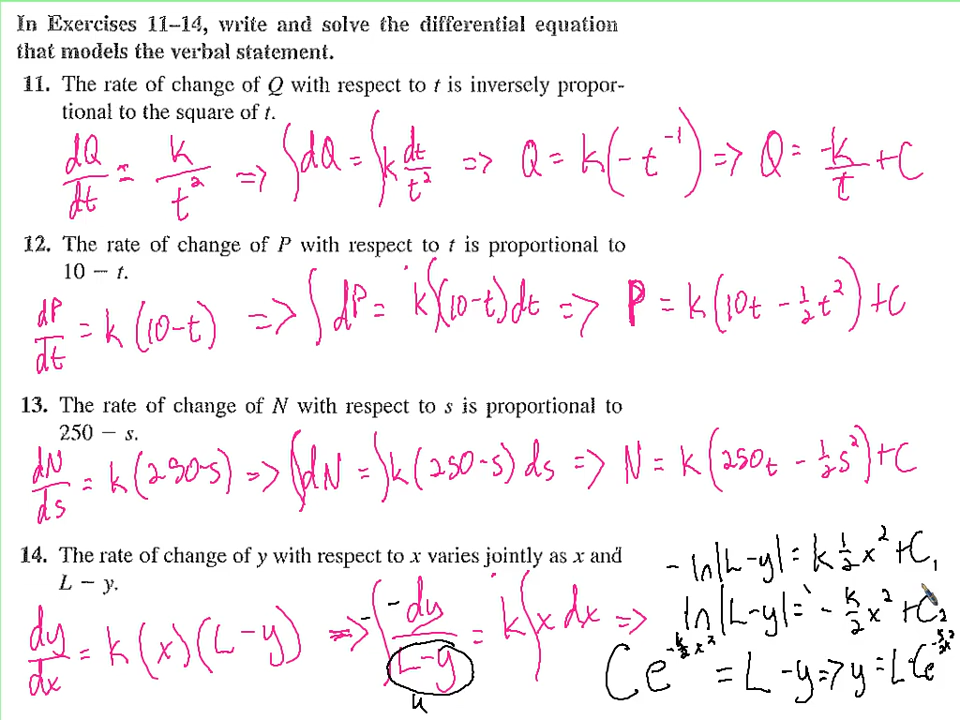 In Exercises 11–14, write and solve the differential equation
that models the verbal statement.
11. The rate of change of Q with respect to t is inversely propor-
tional to the square of t.
dQ/dt = k/t² => ∫dQ = ∫k dt/t² => Q = k(-t⁻¹) => Q = -k/t + C
12. The rate of change of P with respect to t is proportional to
10 − t.
dP/dt = k(10-t) => ∫dP = k∫(10-t)dt => P = k(10t - ½t²) + C
13. The rate of change of N with respect to s is proportional to
250 − s.
dN/ds = k(250-s) => ∫dN = ∫k(250-s) ds => N = k(250t - ½s²) + C
14. The rate of change of y with respect to x varies jointly as x and
L − y.
dy/dx = k(x)(L-y) => -∫-dy/L-y = k∫x dx =>
u
-ln|L-y| = k½x² + C₁
ln|L-y| = -k/2 x² + C₂
Ce^(-k/2 x²) = L-y => y = L-Ce